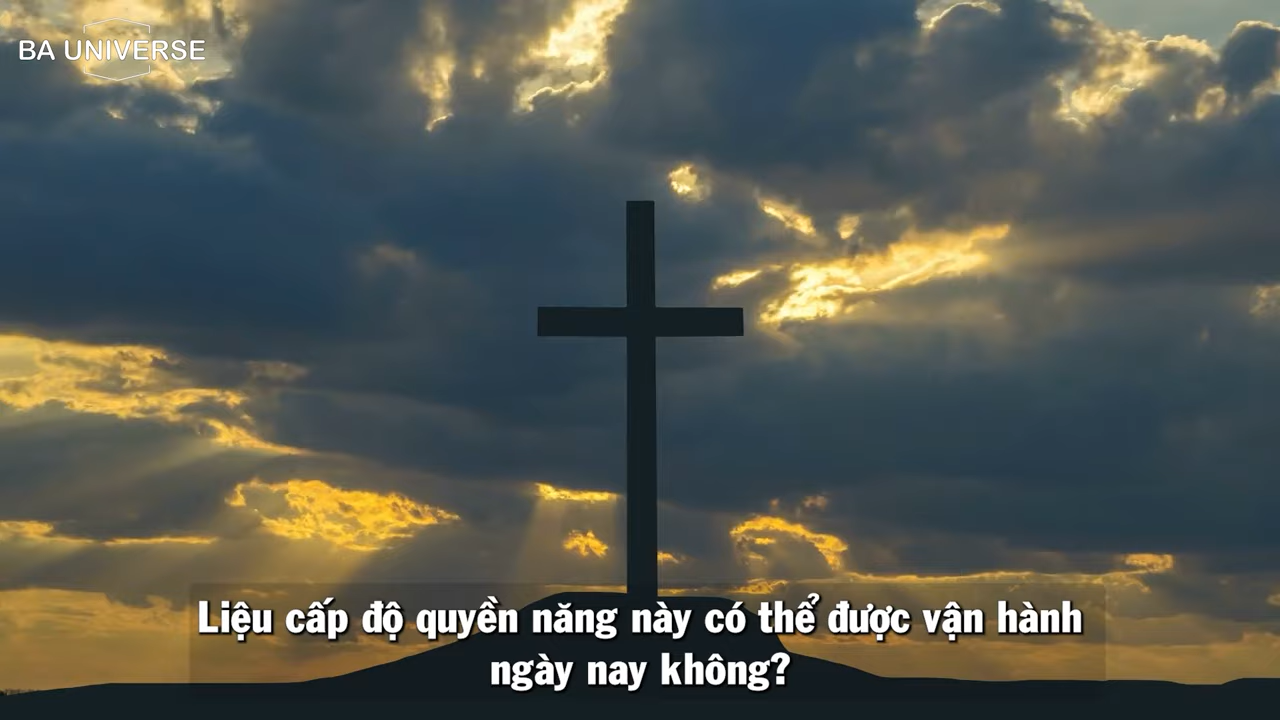 BA UNIVERSE
Liệu cấp độ quyền năng này có thể được vận hành
ngày nay không?